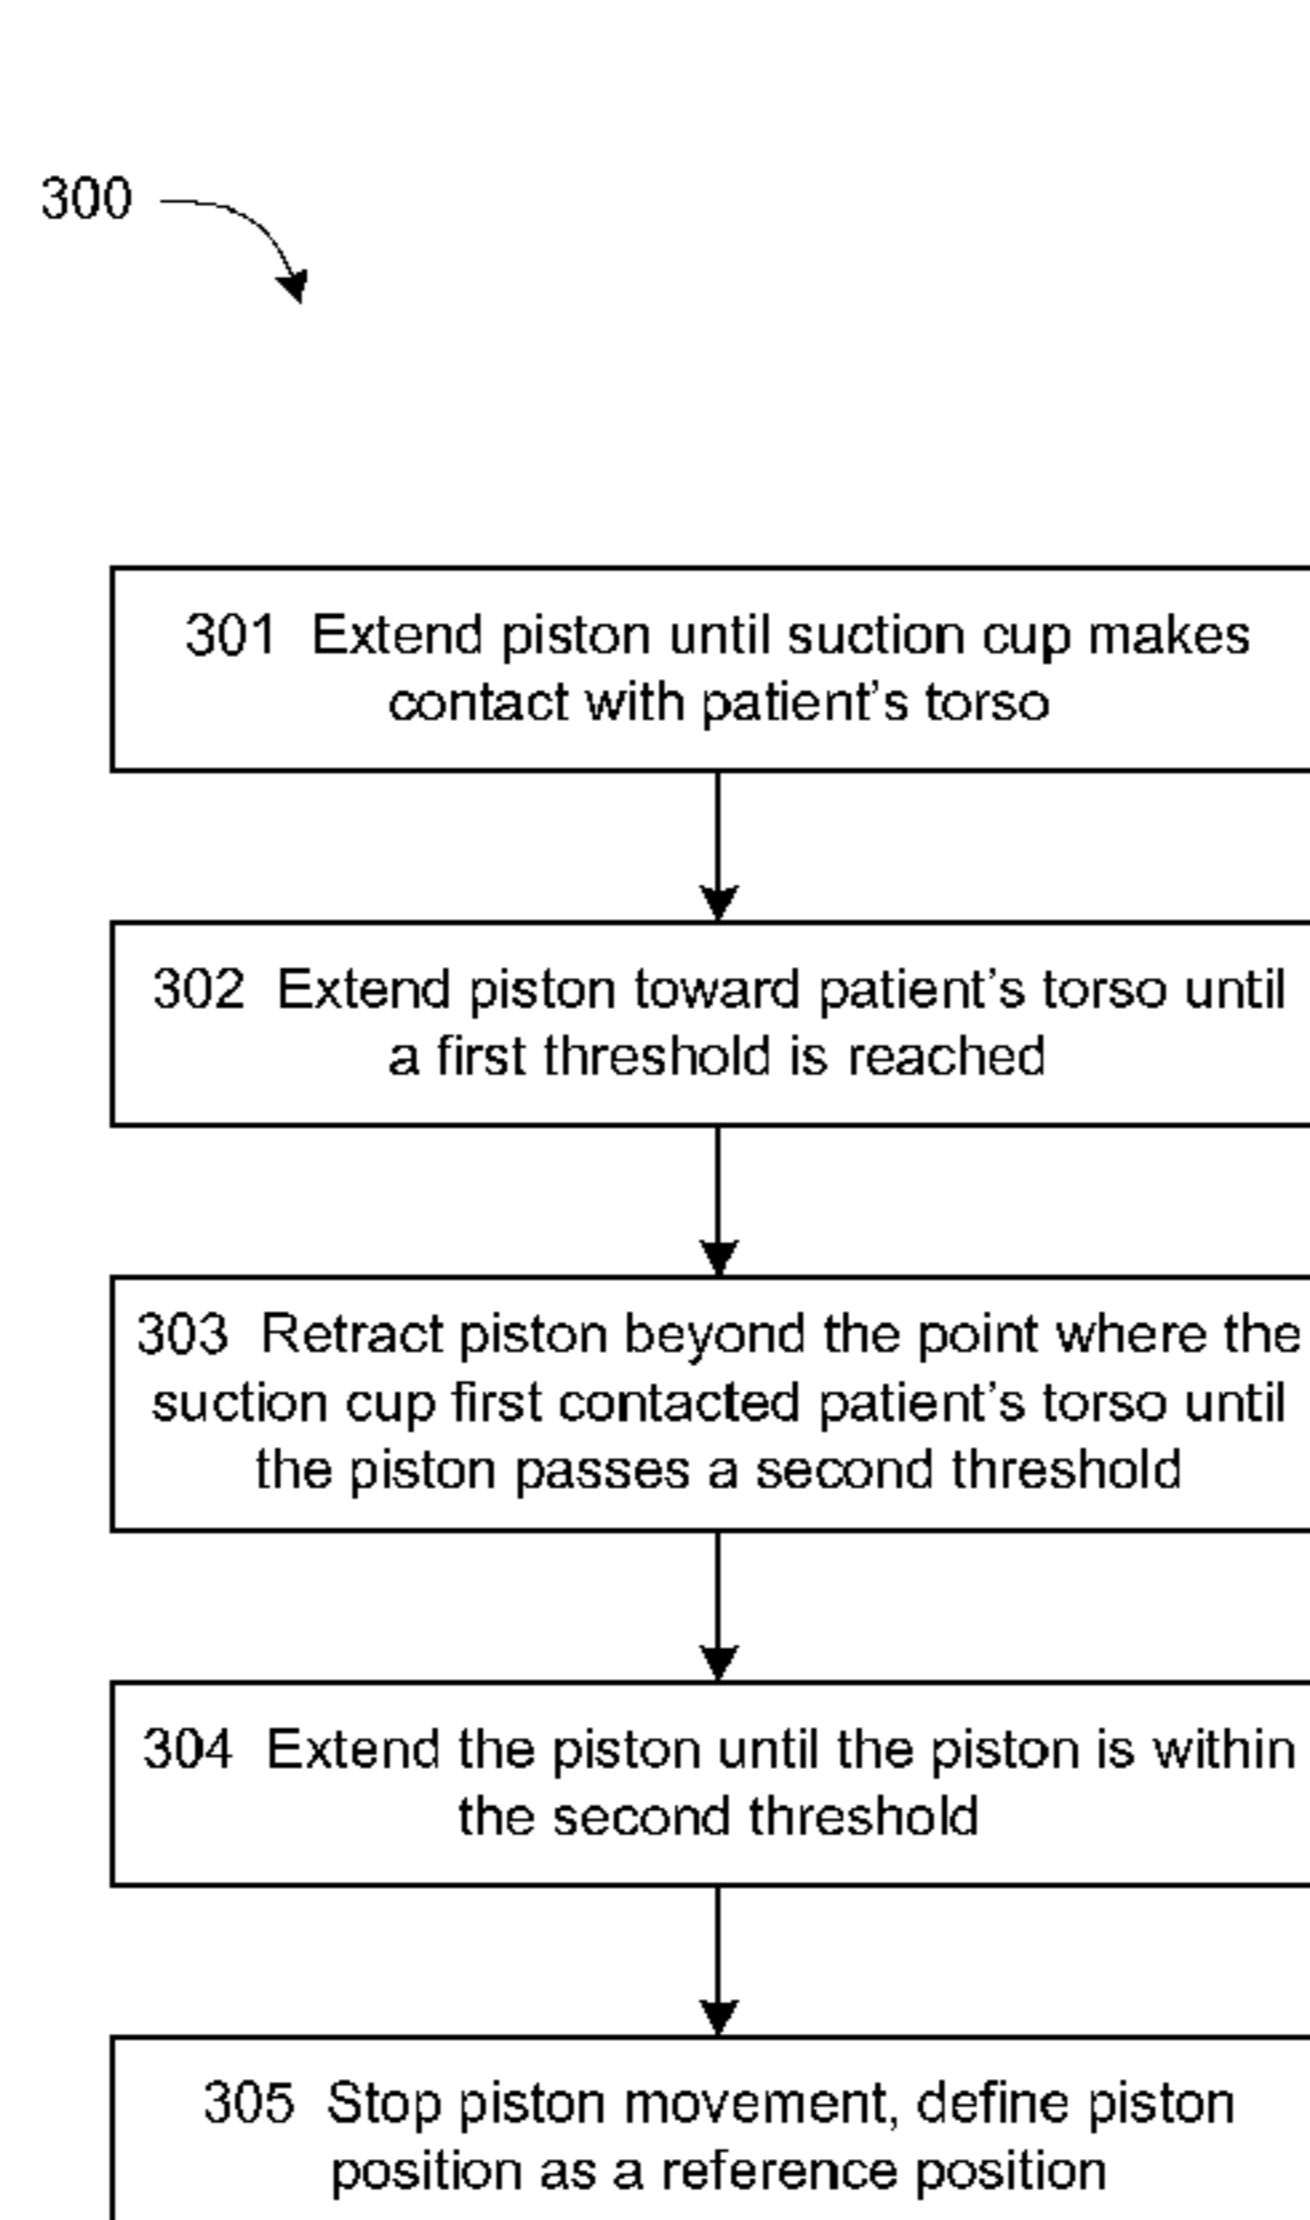 300
301 Extend piston until suction cup makes
contact with patient's torso
302 Extend piston toward patient's torso until
a first threshold is reached
303 Retract piston beyond the point where the
suction cup first contacted patient's torso until
the piston passes a second threshold
304 Extend the piston until the piston is within
the second threshold
305 Stop piston movement, define piston
position as a reference position